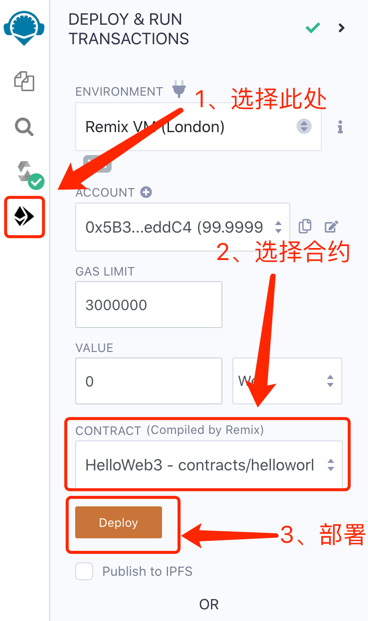 DEPLOY & RUN
TRANSACTIONS
ENVIRONMENT
1、选择此处
Remix VM (London)
ACCOUNT
0x5B3...eddC4 (99.9999
2、选择合约
GAS LIMIT
3000000
VALUE
0
CONTRACT (Compiled by Remix)
HelloWeb3 - contracts/helloworl
Deploy
3、部署
Publish to IPFS
OR